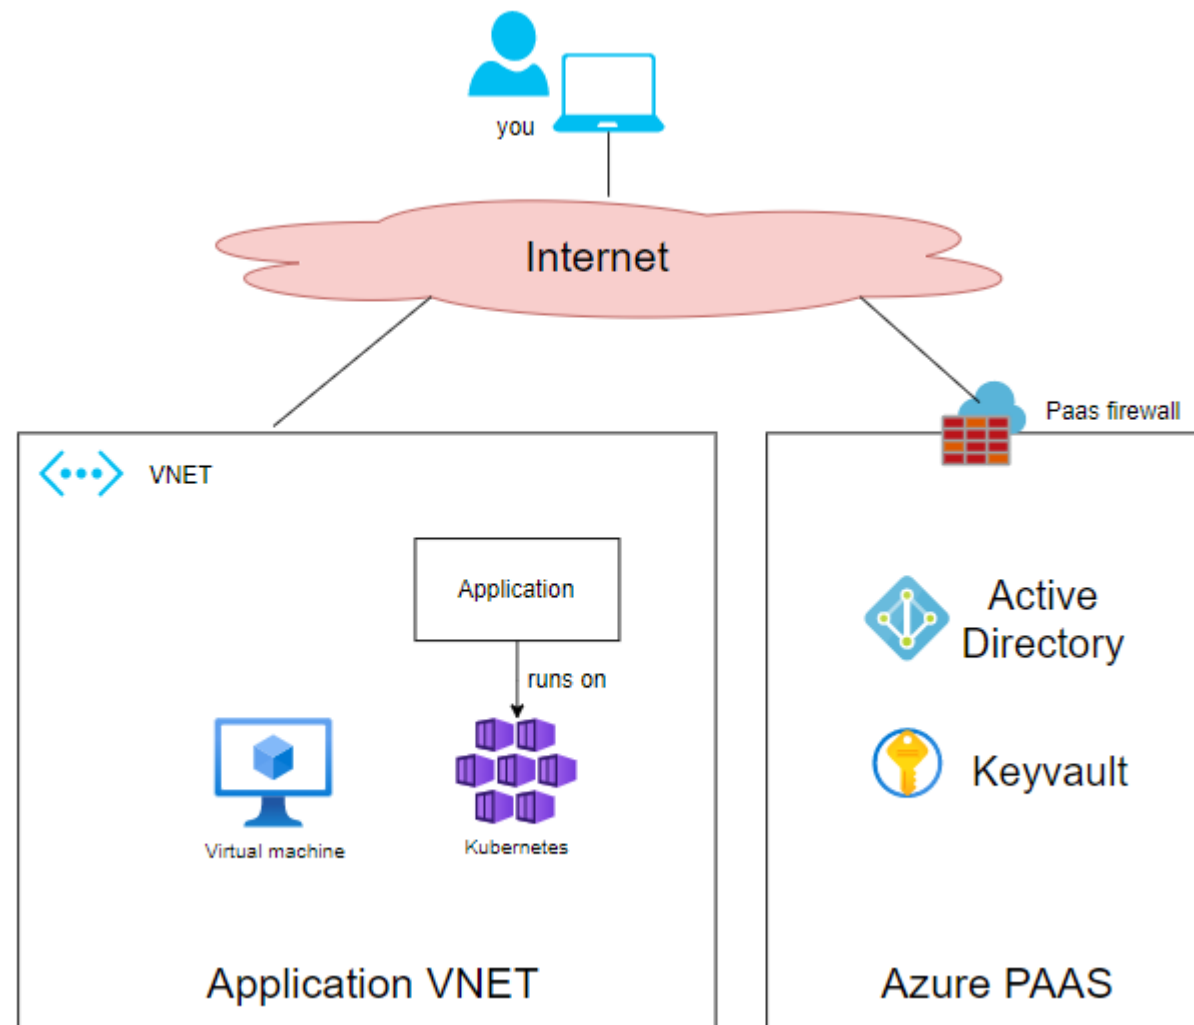 you
Internet
Paas firewall
VNET
Application
runs on
Virtual machine
Kubernetes
Application VNET
Active
Directory
Keyvault
Azure PAAS